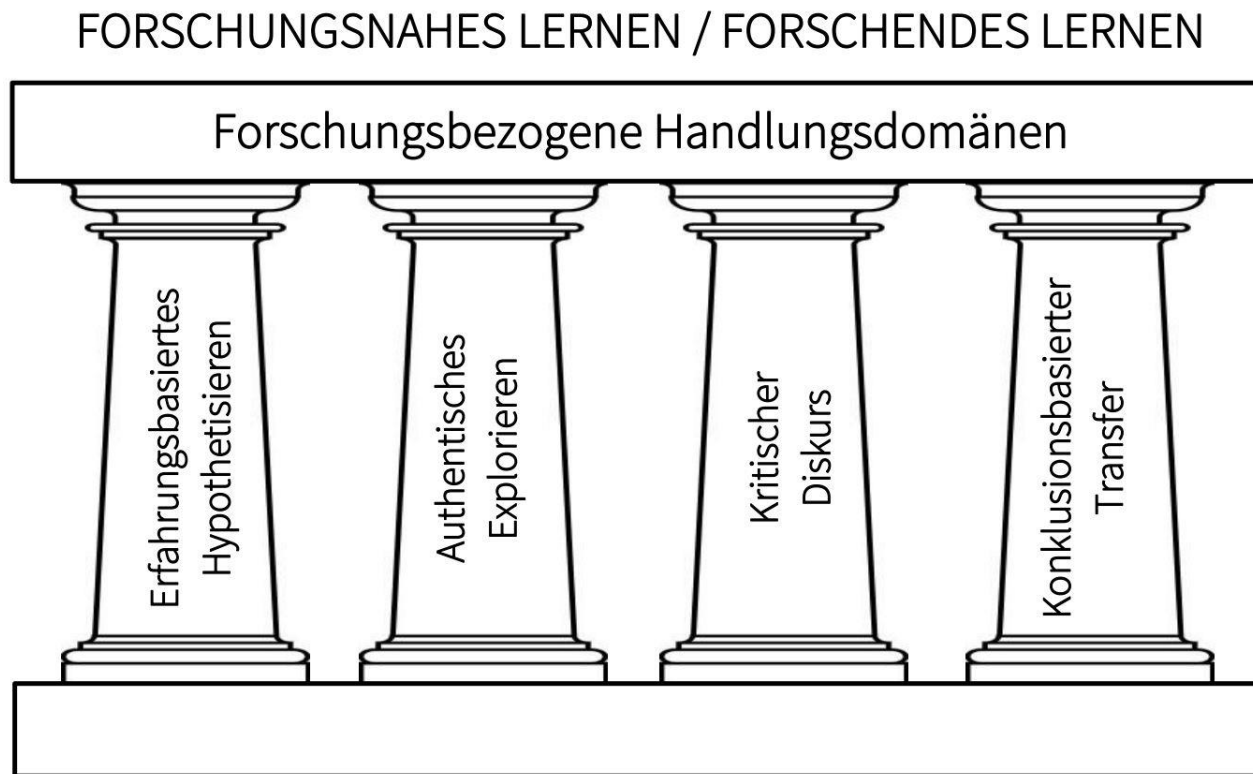 FORSCHUNGSNAHES LERNEN / FORSCHENDES LERNEN
Forschungsbezogene Handlungsdomänen
Erfahrungsbasiertes
Hypothetisieren
Authentisches
Explorieren
Kritischer
Diskurs
Konklusionsbasierter
Transfer